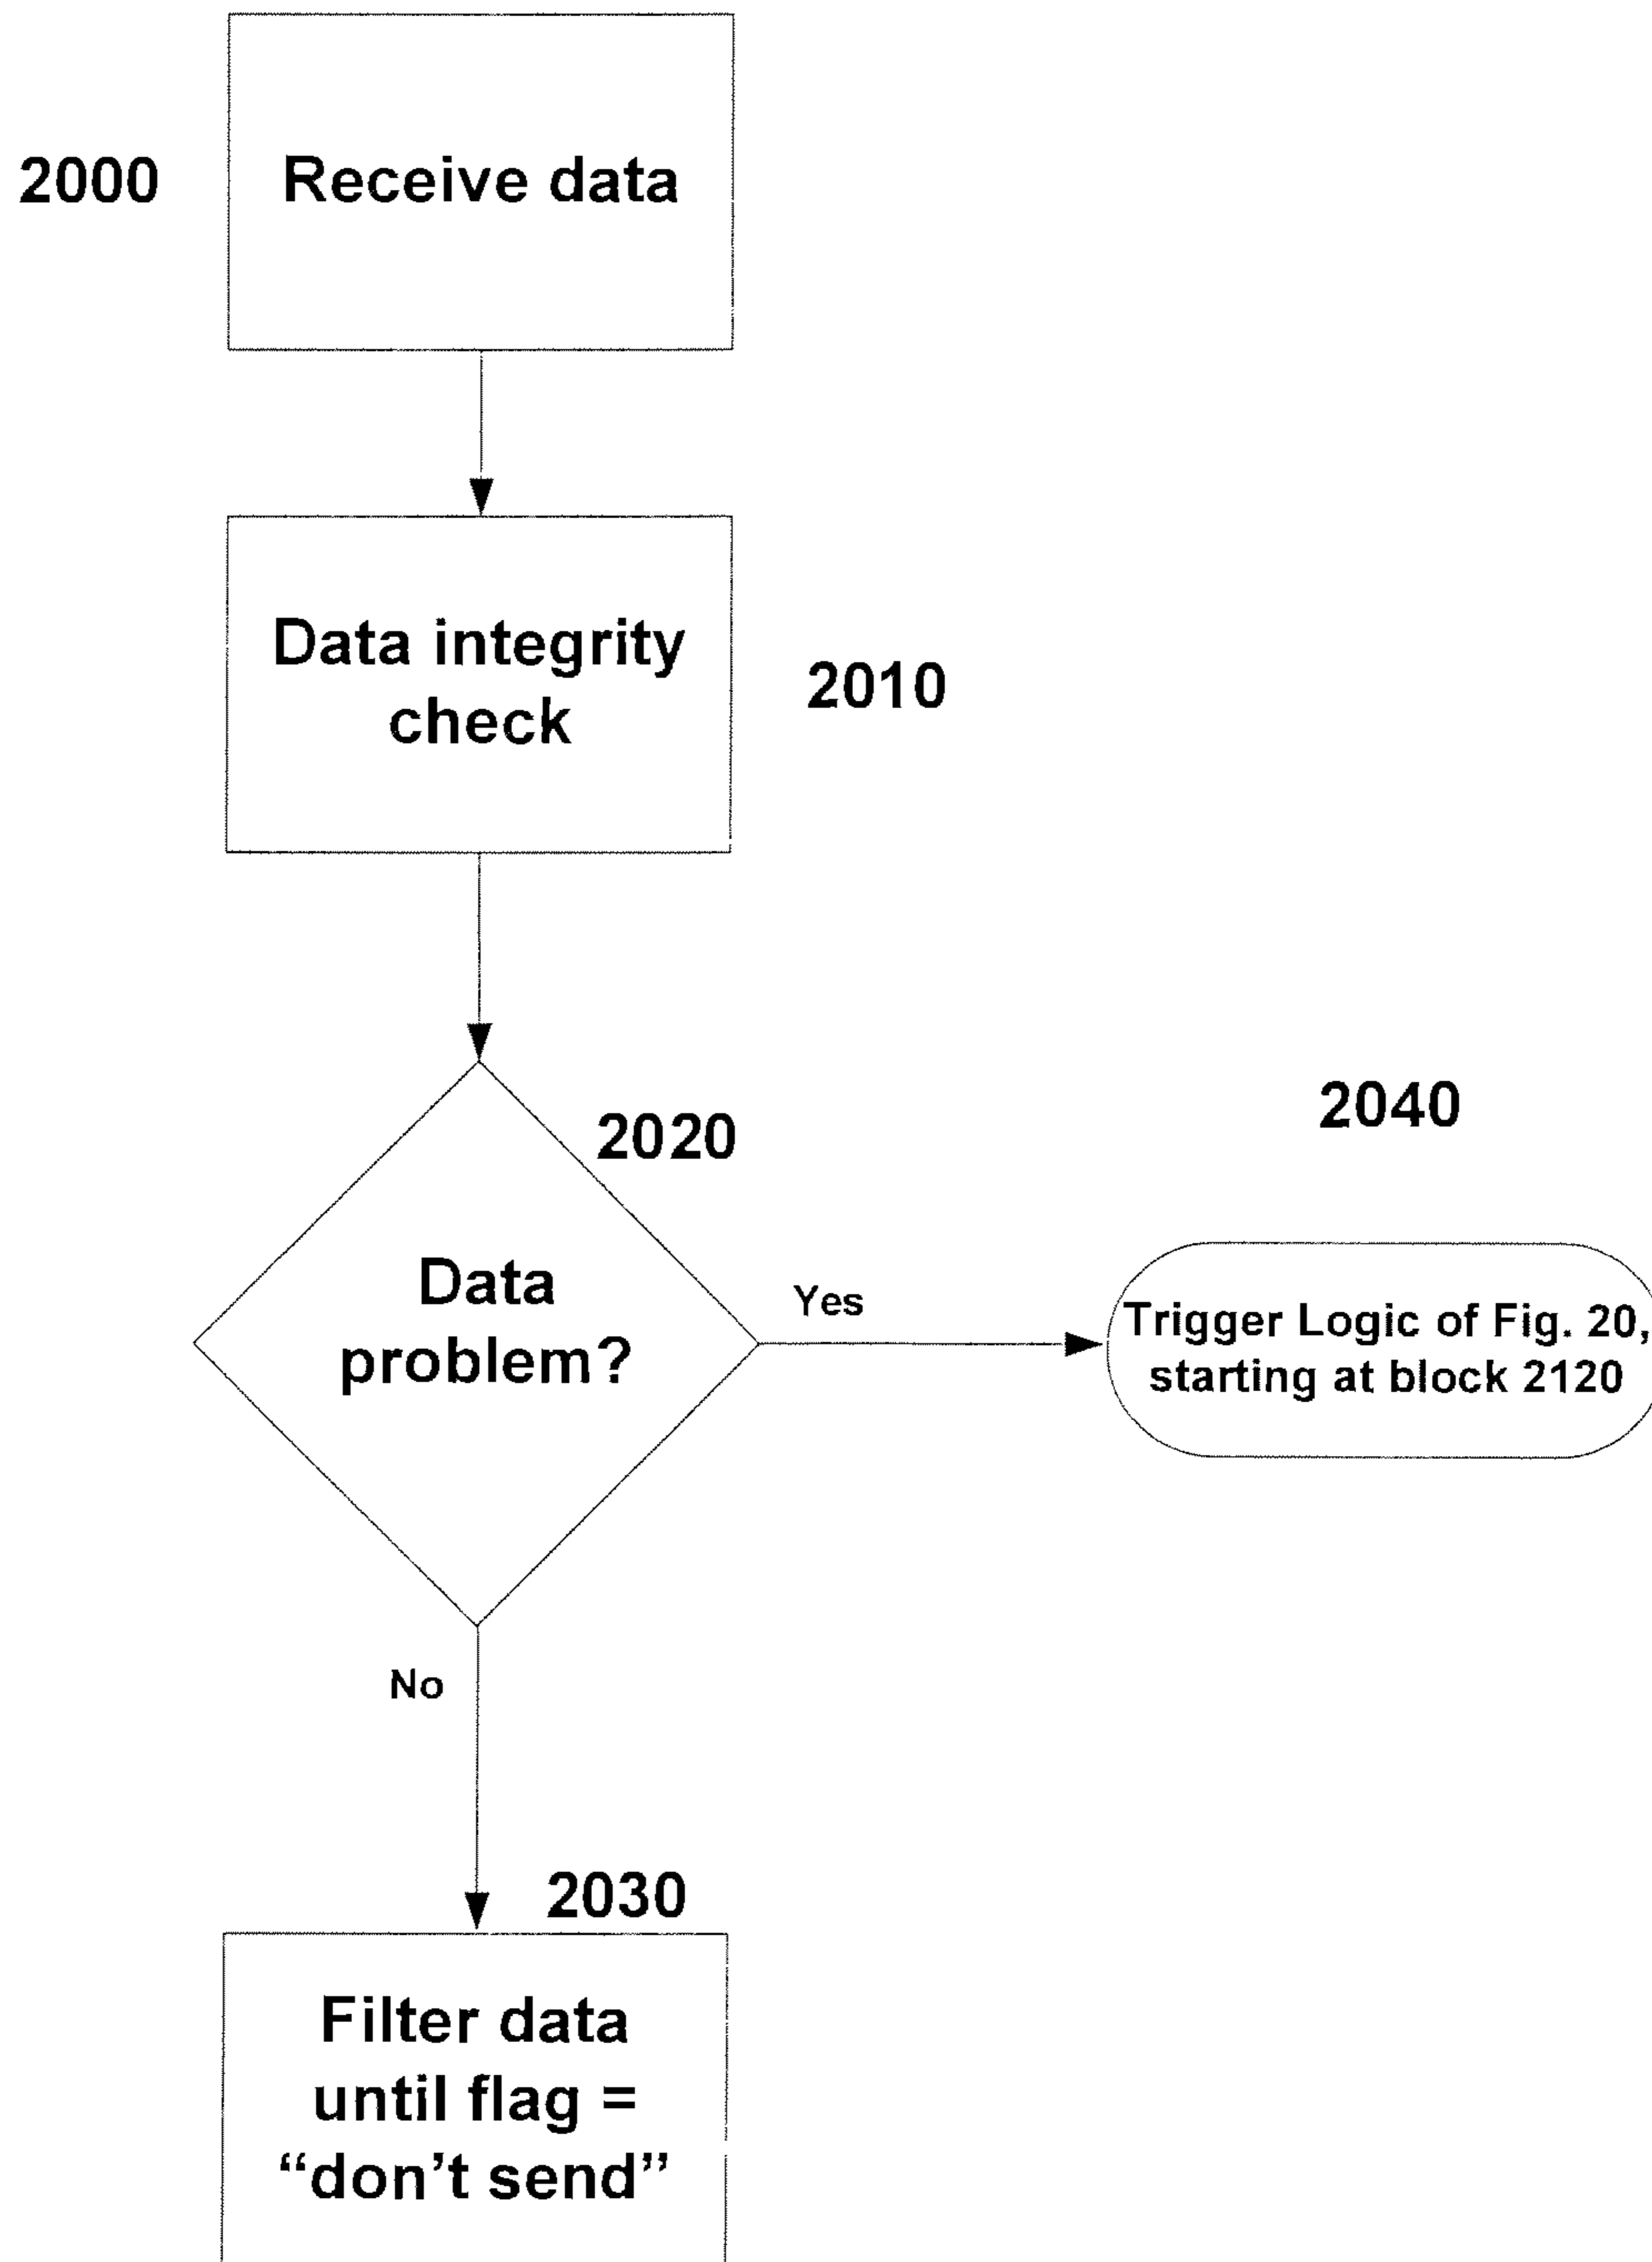 2000
Receive data
Data integrity
check
2010
2020
2040
Data
problem?
Yes
Trigger Logic of Fig. 20,
starting at block 2120
No
2030
Filter data
until flag =
“don’t send”